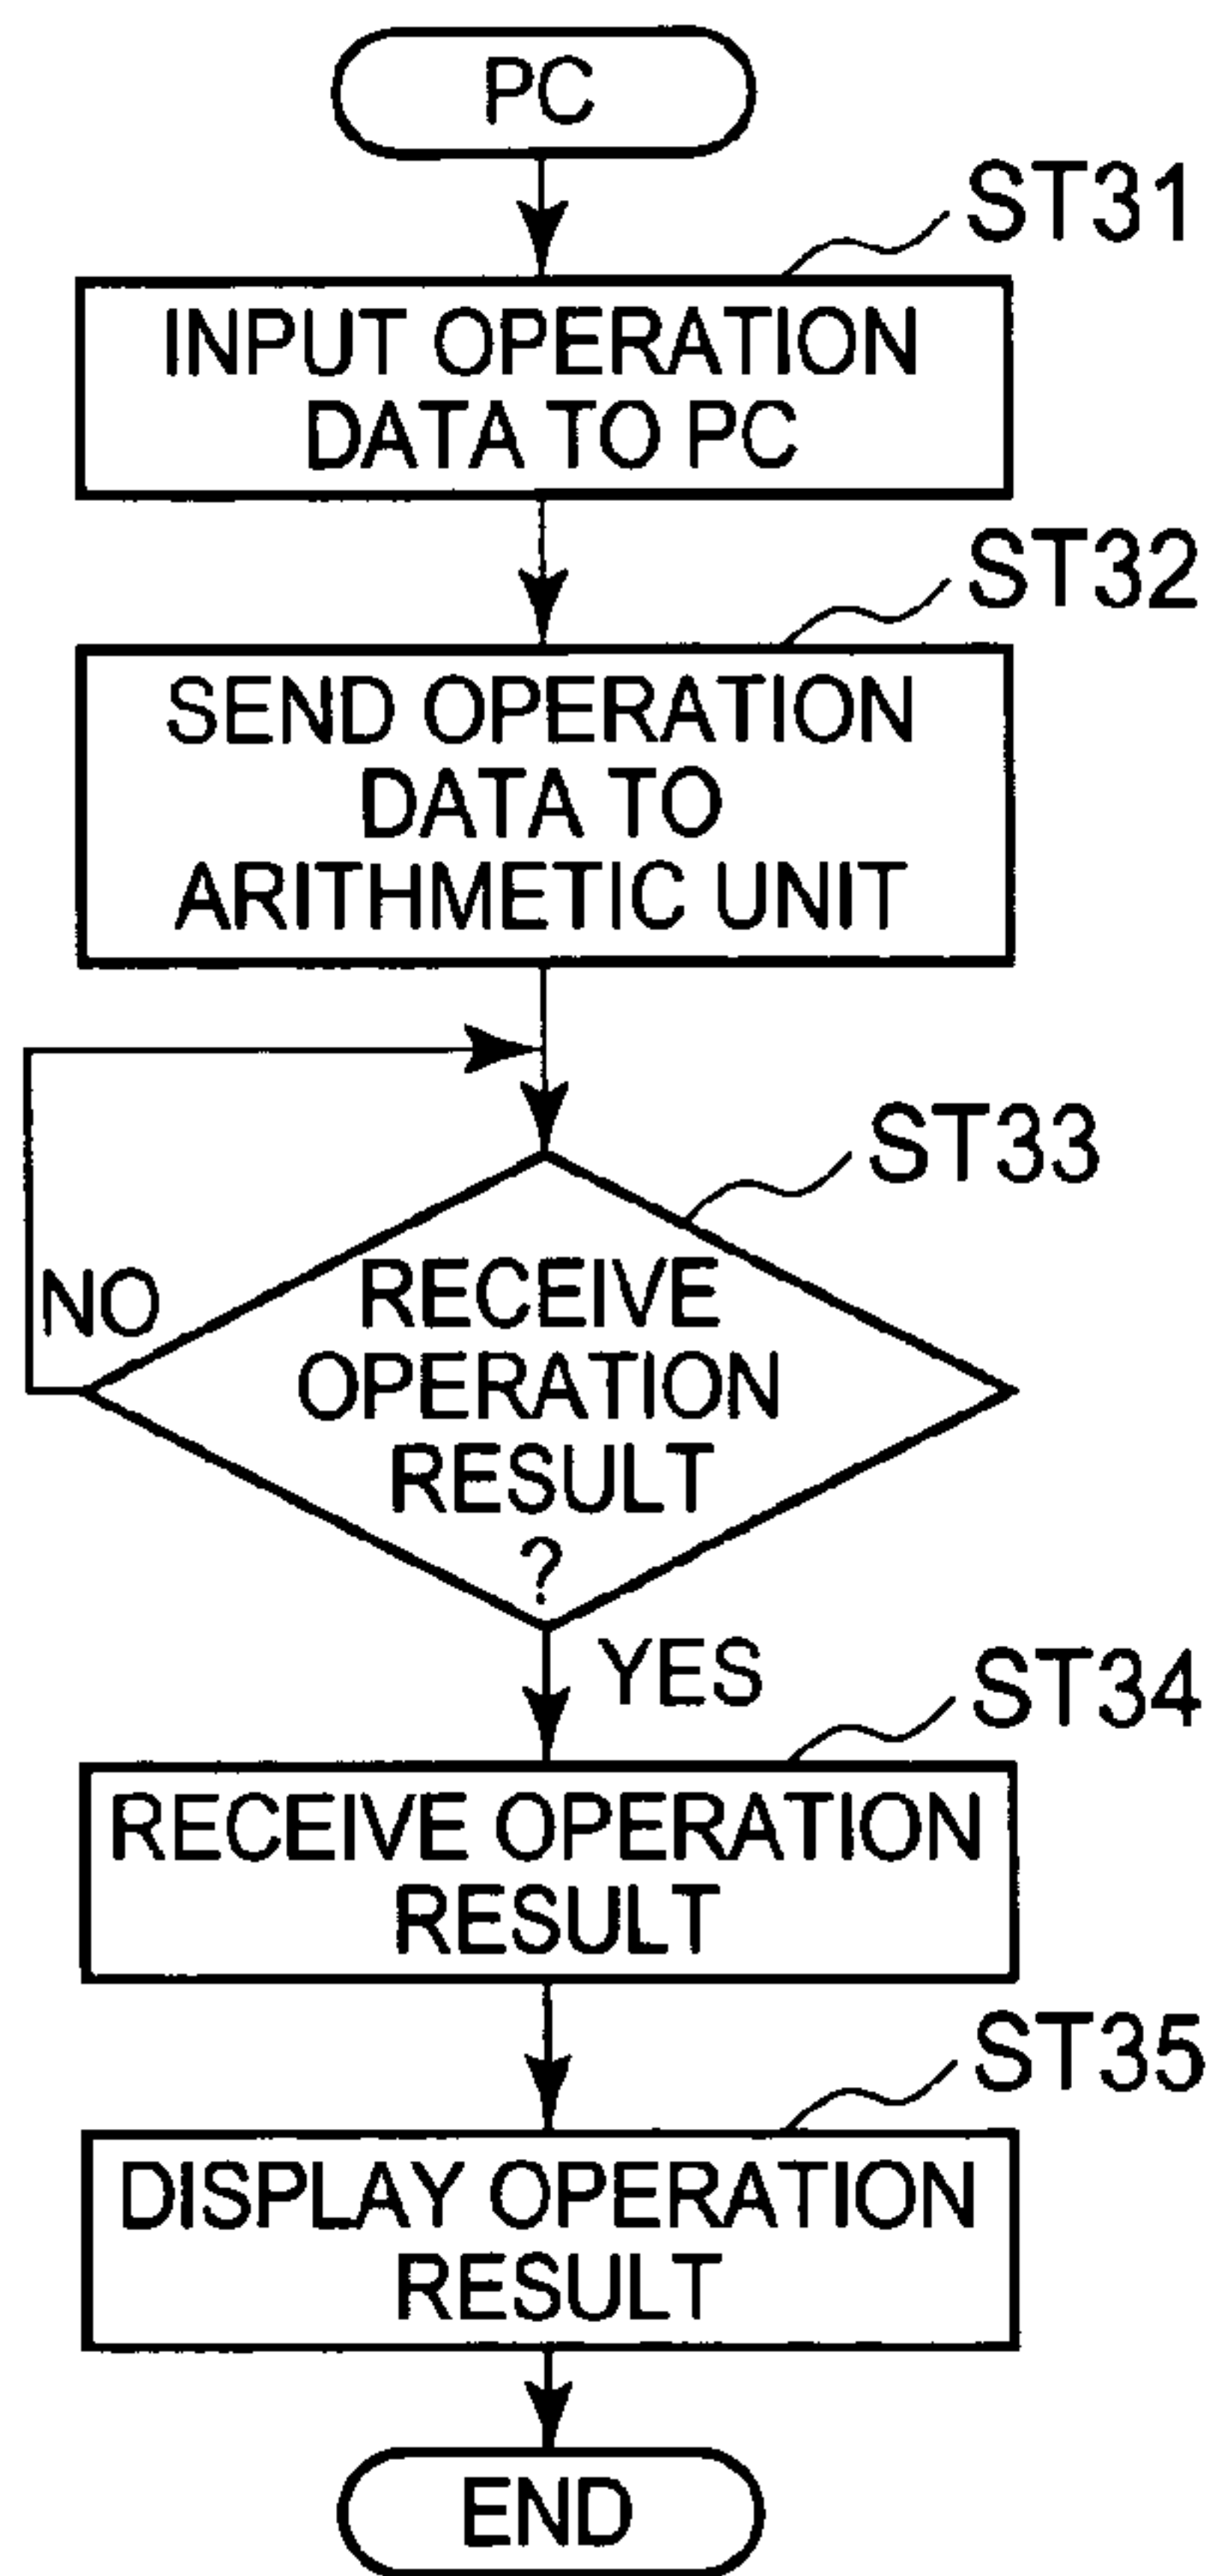 PC
ST31
INPUT OPERATION
DATA TO PC
ST32
SEND OPERATION
DATA TO
ARITHMETIC UNIT
ST33
NO
RECEIVE
OPERATION
RESULT
?
YES
ST34
RECEIVE OPERATION
RESULT
ST35
DISPLAY OPERATION
RESULT
END